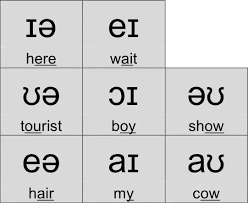 ɪə eɪ
here wait
ʊə ɔɪ əʊ
tourist boy show
eə aɪ aʊ
hair my cow